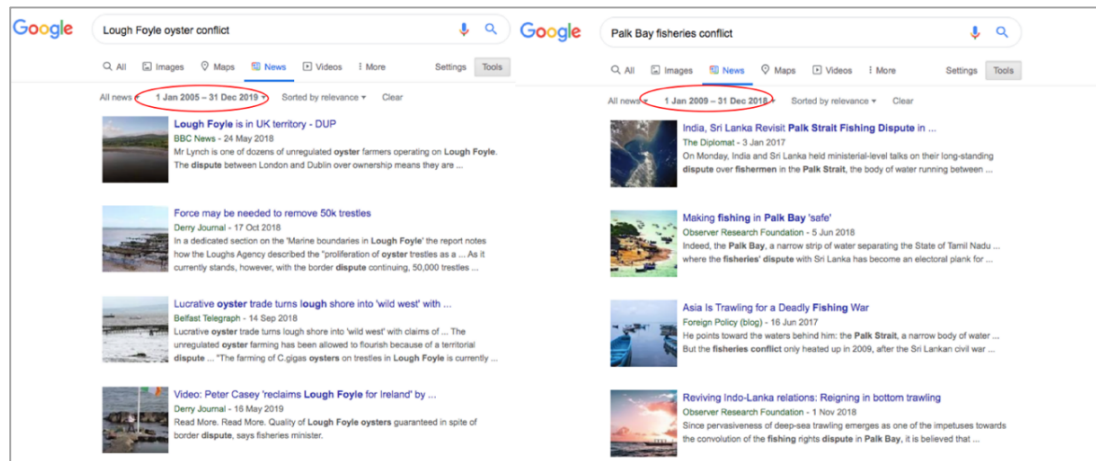 Google
Lough Foyle oyster conflict
All Images Maps News Videos More Settings Tools
All news 1 Jan 2005 – 31 Dec 2019 Sorted by relevance Clear
Lough Foyle is in UK territory - DUP
BBC News - 24 May 2018
Mr Lynch is one of dozens of unregulated oyster farmers operating on Lough Foyle.
The dispute between London and Dublin over ownership means they are ...
Force may be needed to remove 50k trestles
Derry Journal - 17 Oct 2018
In a dedicated section on the 'Marine boundaries in Lough Foyle' the report notes
how the Loughs Agency described the "proliferation of oyster trestles as a ... As it
currently stands, however, with the border dispute continuing, 50,000 trestles ...
Lucrative oyster trade turns lough shore into 'wild west' with ...
Belfast Telegraph - 14 Sep 2018
Lucrative oyster trade turns lough shore into 'wild west' with claims of ... The
unregulated oyster farming has been allowed to flourish because of a territorial
dispute ... "The farming of C.gigas oysters on trestles in Lough Foyle is currently ...
Video: Peter Casey 'reclaims Lough Foyle for Ireland' by ...
Derry Journal - 16 May 2019
Read More. Read More. Quality of Lough Foyle oysters guaranteed in spite of
border dispute, says fisheries minister.
Google
Palk Bay fisheries conflict
All Images News Maps Videos More Settings Tools
All news 1 Jan 2009 – 31 Dec 2018 Sorted by relevance Clear
India, Sri Lanka Revisit Palk Strait Fishing Dispute in ...
The Diplomat - 3 Jan 2017
On Monday, India and Sri Lanka held ministerial-level talks on their long-standing
dispute over fishermen in the Palk Strait, the body of water running between ...
Making fishing in Palk Bay 'safe'
Observer Research Foundation - 5 Jun 2018
Indeed, the Palk Bay, a narrow strip of water separating the State of Tamil Nadu ...
where the fisheries' dispute with Sri Lanka has become an electoral plank for ...
Asia Is Trawling for a Deadly Fishing War
Foreign Policy (blog) - 16 Jun 2017
He points toward the waters behind him: the Palk Strait, a narrow body of water ...
But the fisheries conflict only heated up in 2009, after the Sri Lankan civil war ...
Reviving Indo-Lanka relations: Reigning in bottom trawling
Observer Research Foundation - 1 Nov 2018
Since pervasiveness of deep-sea trawling emerges as one of the impetuses towards
the convolution of the fishing rights dispute in Palk Bay, it is believed that ...